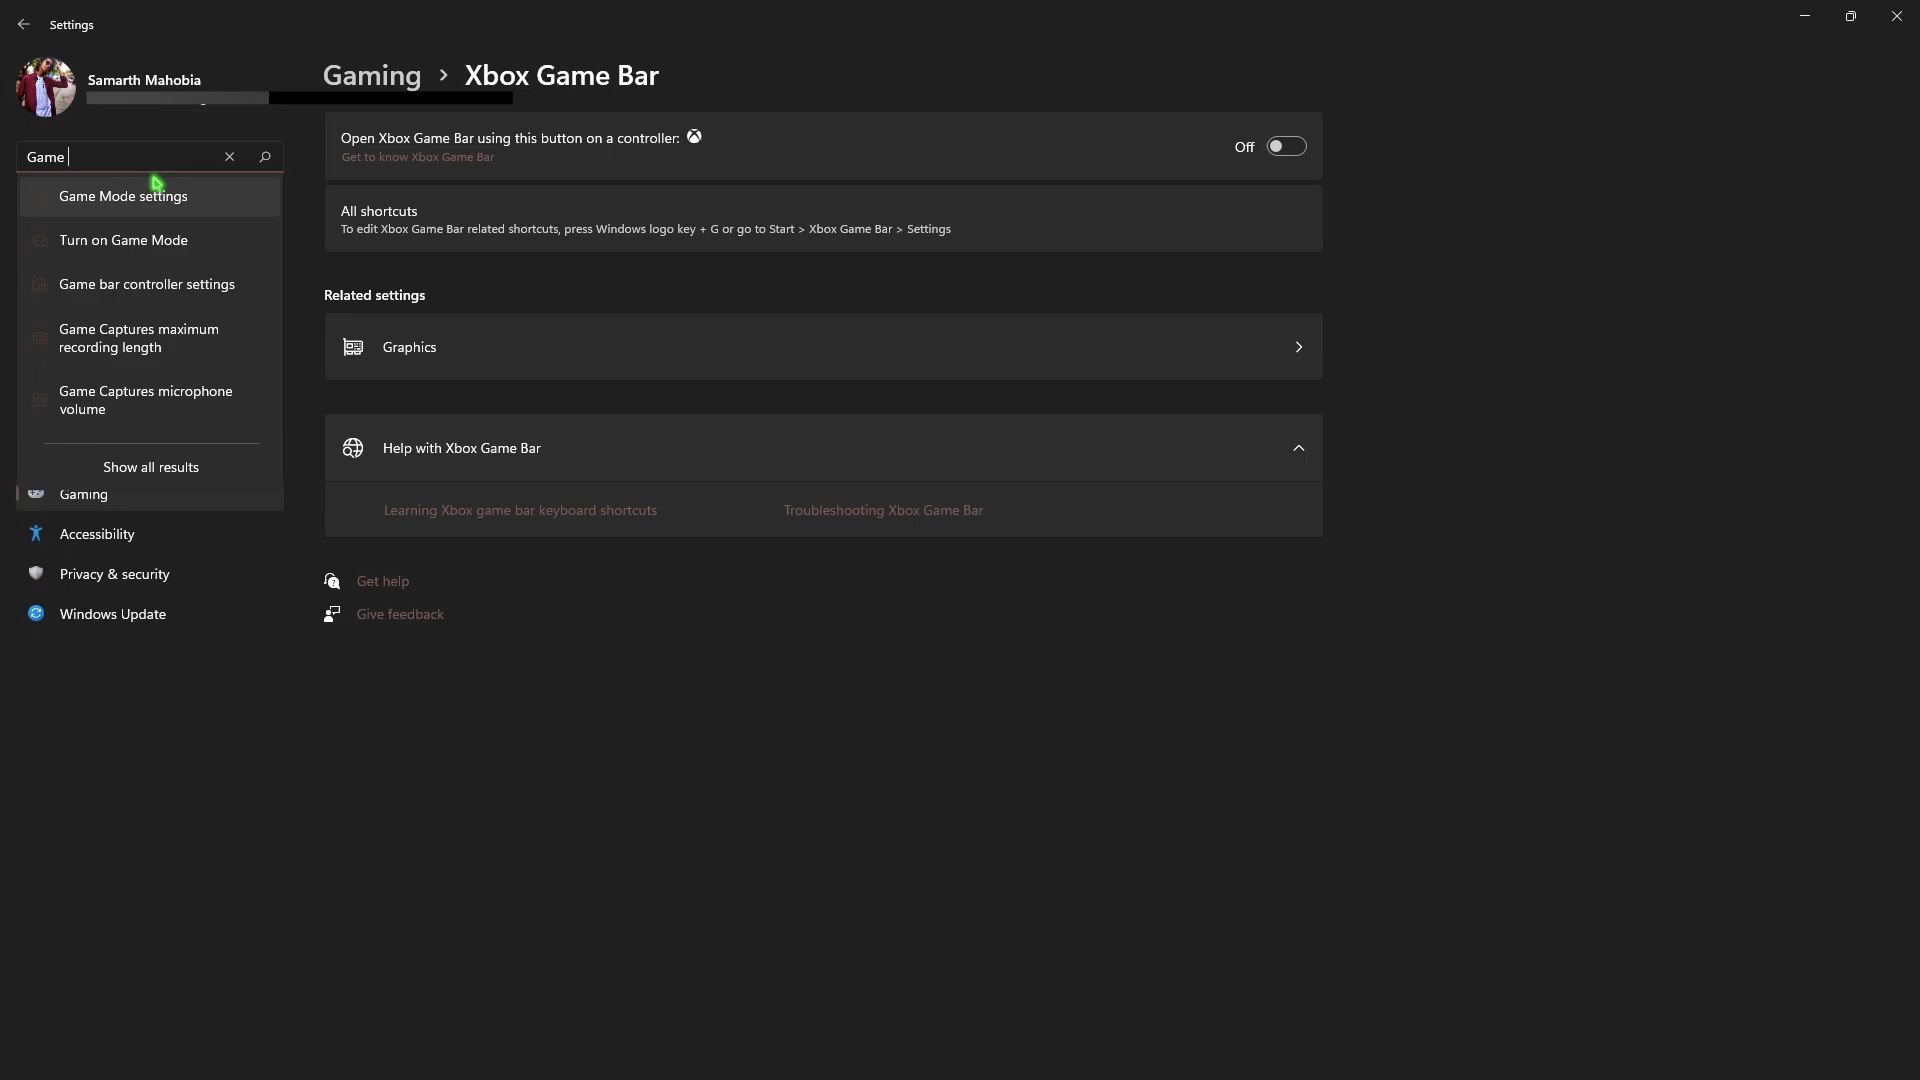 Settings
Samarth Mahobia
Gaming > Xbox Game Bar
Game
Game Mode settings
Turn on Game Mode
Game bar controller settings
Game Captures maximum
recording length
Game Captures microphone
volume
Show all results
Gaming
Accessibility
Privacy & security
Windows Update
Open Xbox Game Bar using this button on a controller:
Get to know Xbox Game Bar
Off
All shortcuts
To edit Xbox Game Bar related shortcuts, press Windows logo key + G or go to Start > Xbox Game Bar > Settings
Related settings
Graphics
Help with Xbox Game Bar
Learning Xbox game bar keyboard shortcuts
Troubleshooting Xbox Game Bar
Get help
Give feedback